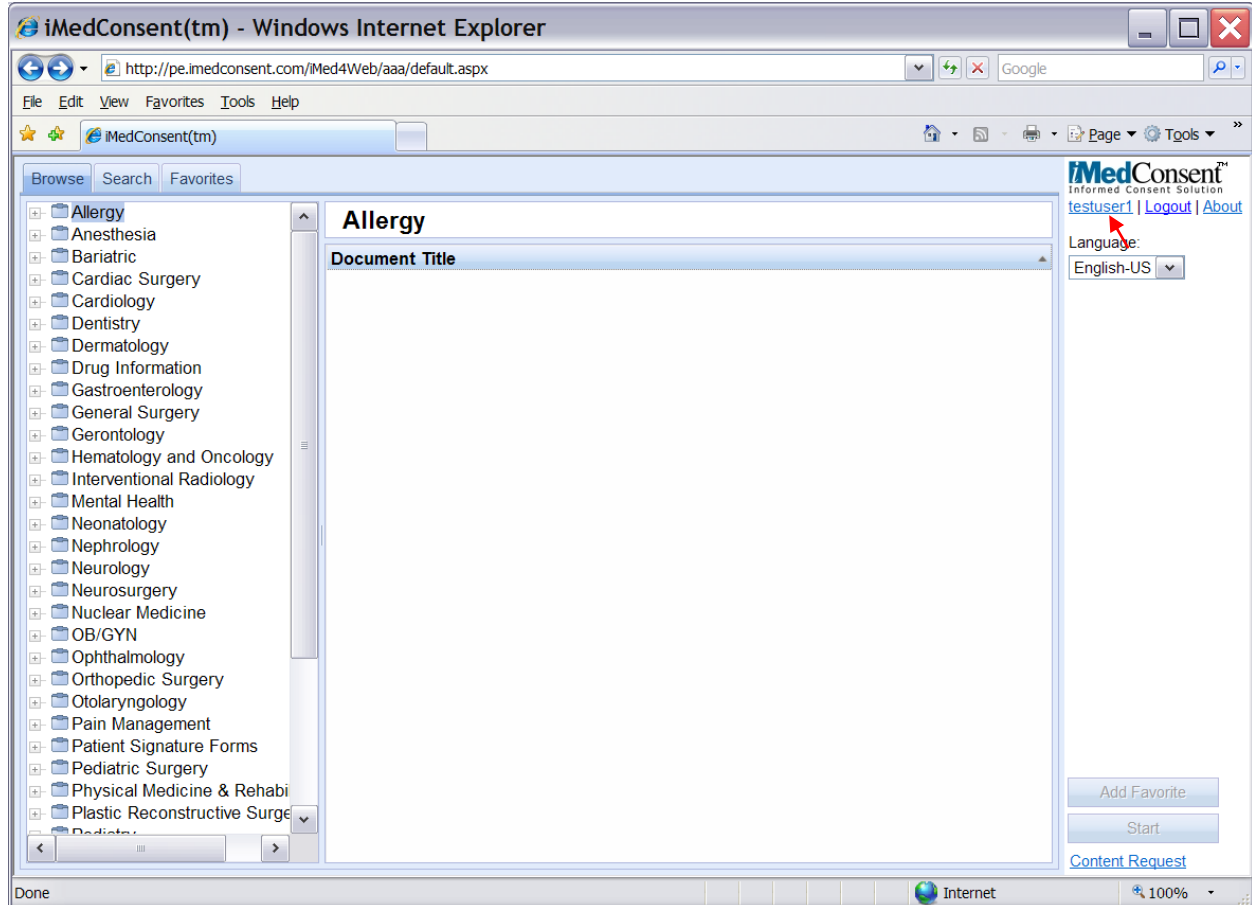 iMedConsent(tm) - Windows Internet Explorer
http://pe.imedconsent.com/iMed4Web/aaa/default.aspx
Google
File Edit View Favorites Tools Help
iMedConsent(tm)
Page Tools »
Browse Search Favorites
iMedConsent™
Informed Consent Solution
testuser1 | Logout | About
Language:
English-US
Allergy
Anesthesia
Bariatric
Cardiac Surgery
Cardiology
Dentistry
Dermatology
Drug Information
Gastroenterology
General Surgery
Gerontology
Hematology and Oncology
Interventional Radiology
Mental Health
Neonatology
Nephrology
Neurology
Neurosurgery
Nuclear Medicine
OB/GYN
Ophthalmology
Orthopedic Surgery
Otolaryngology
Pain Management
Patient Signature Forms
Pediatric Surgery
Physical Medicine & Rehabi
Plastic Reconstructive Surge
Podiatry
Allergy
Document Title
Add Favorite
Start
Content Request
Done
Internet
100%